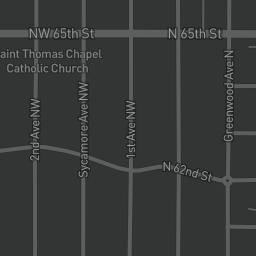 NW 65th St
N 65th St
aint Thomas Chapel
Catholic Church
2nd Ave NW
Sycamore Ave NW
1st Ave NW
Greenwood Ave N
N 62nd St